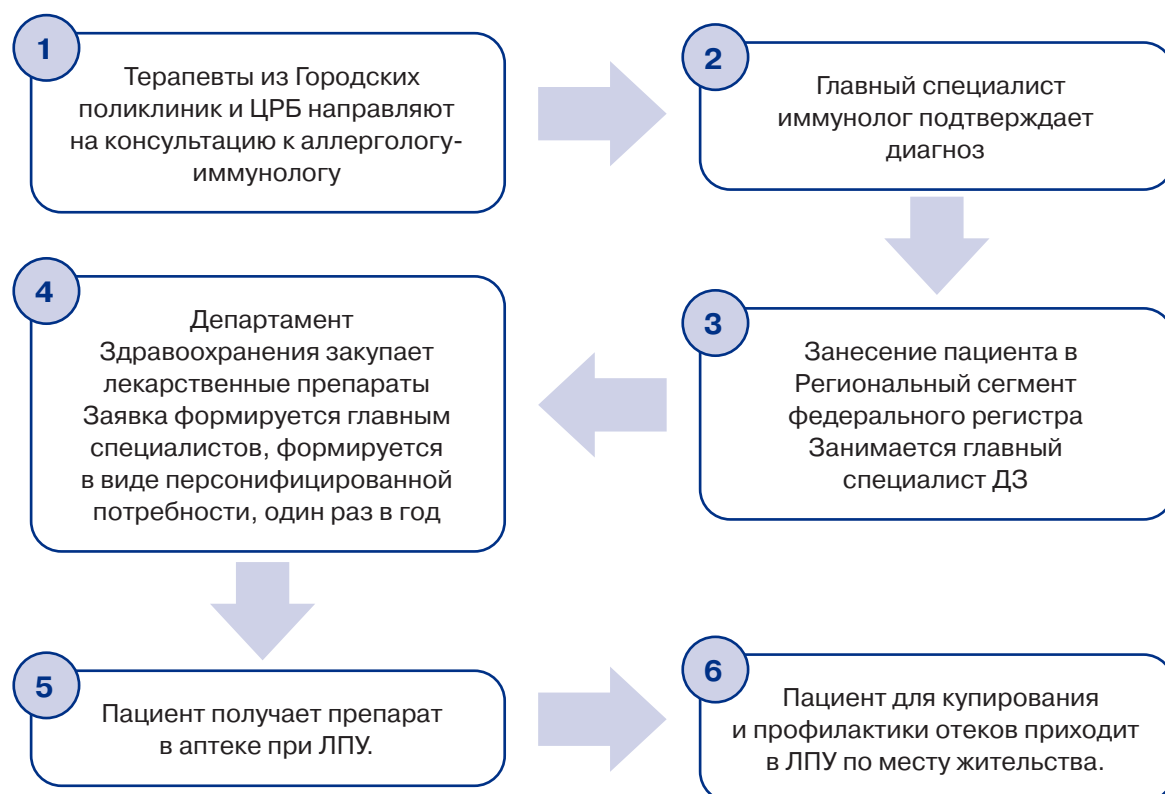 1
Терапевты из Городских
поликлиник и ЦРБ направляют
на консультацию к аллергологу-
иммунологу
2
Главный специалист
иммунолог подтверждает
диагноз
3
Занесение пациента в
Региональный сегмент
федерального регистра
Занимается главный
специалист ДЗ
4
Департамент
Здравоохранения закупает
лекарственные препараты
Заявка формируется главным
специалистов, формируется
в виде персонифицированной
потребности, один раз в год
5
Пациент получает препарат
в аптеке при ЛПУ.
6
Пациент для купирования
и профилактики отеков приходит
в ЛПУ по месту жительства.